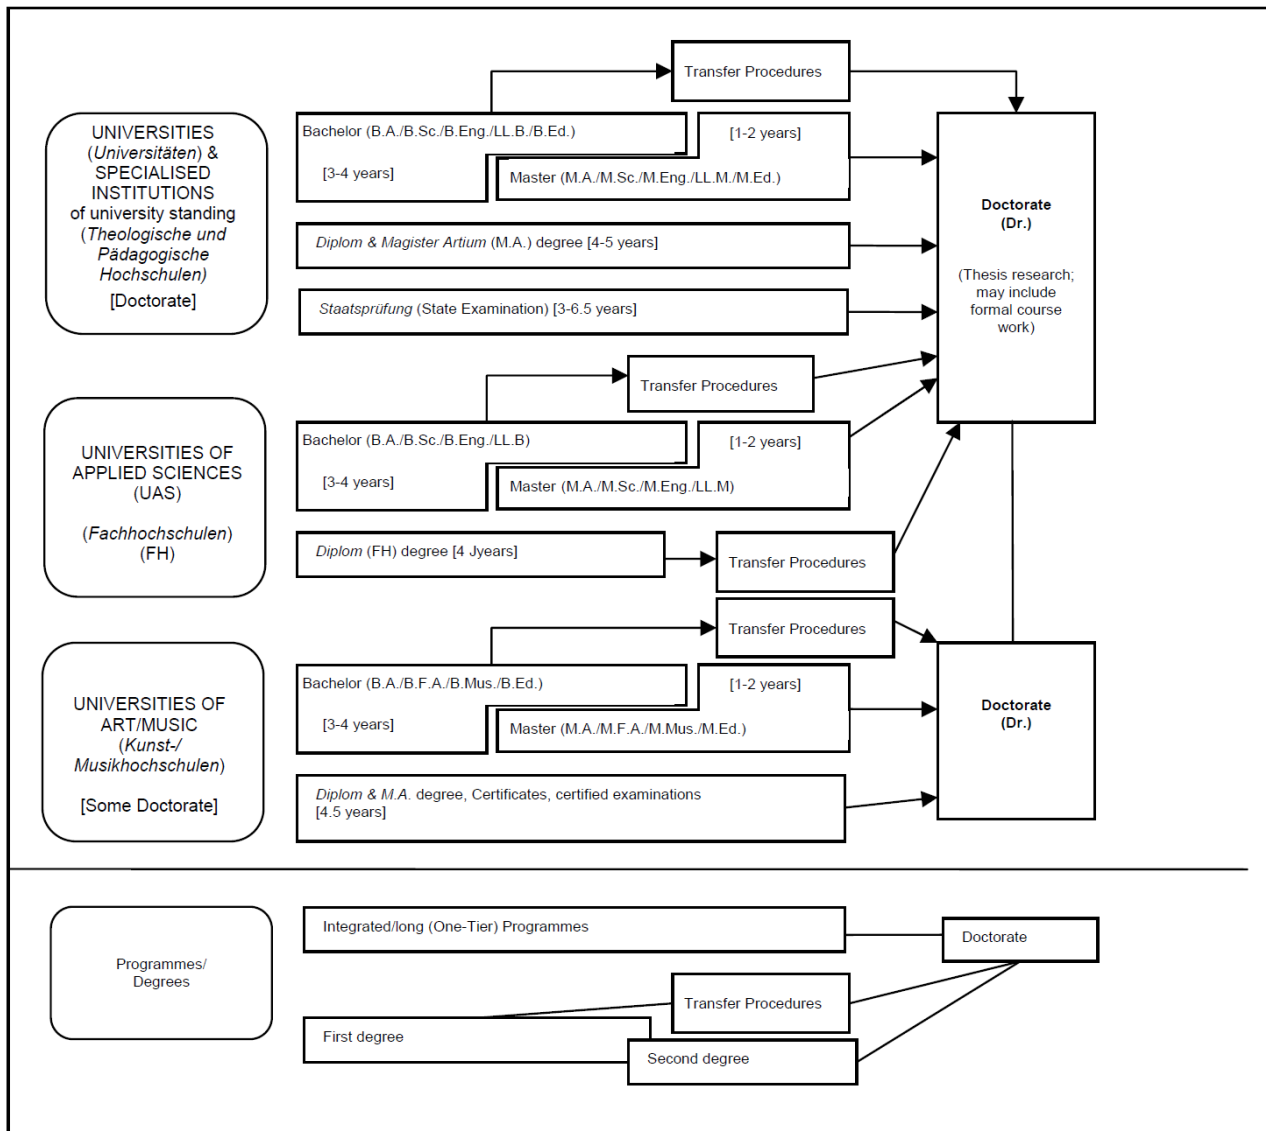 Transfer Procedures
UNIVERSITIES
(Universitäten) &
SPECIALISED
INSTITUTIONS
of university standing
(Theologische und
Pädagogische
Hochschulen)
[Doctorate]
Bachelor (B.A./B.Sc./B.Eng./LL.B./B.Ed.)
[3-4 years]
[1-2 years]
Master (M.A./M.Sc./M.Eng./LL.M./M.Ed.)
Diplom & Magister Artium (M.A.) degree [4-5 years]
Staatsprüfung (State Examination) [3-6.5 years]
Doctorate
(Dr.)
(Thesis research;
may include
formal course
work)
Transfer Procedures
UNIVERSITIES OF
APPLIED SCIENCES
(UAS)
(Fachhochschulen)
(FH)
Bachelor (B.A./B.Sc./B.Eng./LL.B)
[3-4 years]
[1-2 years]
Master (M.A./M.Sc./M.Eng./LL.M)
Diplom (FH) degree [4 Jyears]
Transfer Procedures
Transfer Procedures
UNIVERSITIES OF
ART/MUSIC
(Kunst-/
Musikhochschulen)
[Some Doctorate]
Bachelor (B.A./B.F.A./B.Mus./B.Ed.)
[3-4 years]
[1-2 years]
Master (M.A./M.F.A./M.Mus./M.Ed.)
Diplom & M.A. degree, Certificates, certified examinations
[4.5 years]
Doctorate
(Dr.)
Programmes/
Degrees
Integrated/long (One-Tier) Programmes
Doctorate
Transfer Procedures
First degree
Second degree